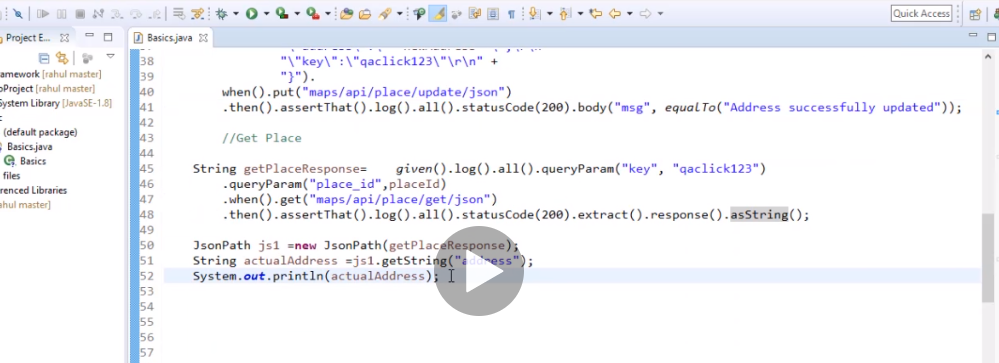 Quick Access
Project E...
Basics.java
ramework [rahul master]
oProject [rahul master]
System Library [JavaSE-1.8]
(default package)
Basics.java
Basics
files
erenced Libraries
ahul master]
38 "\"key\":\"qaclick123\"\r\n" +
39 "}").
40 when().put("maps/api/place/update/json")
41 .then().assertThat().log().all().statusCode(200).body("msg", equalTo("Address successfully updated"));
42
43 //Get Place
44
45 String getPlaceResponse= given().log().all().queryParam("key", "qaclick123")
46 .queryParam("place_id",placeId)
47 .when().get("maps/api/place/get/json")
48 .then().assertThat().log().all().statusCode(200).extract().response().asString();
49
50 JsonPath js1 =new JsonPath(getPlaceResponse);
51 String actualAddress =js1.getString("address");
52 System.out.println(actualAddress);
53
54
55
56
57